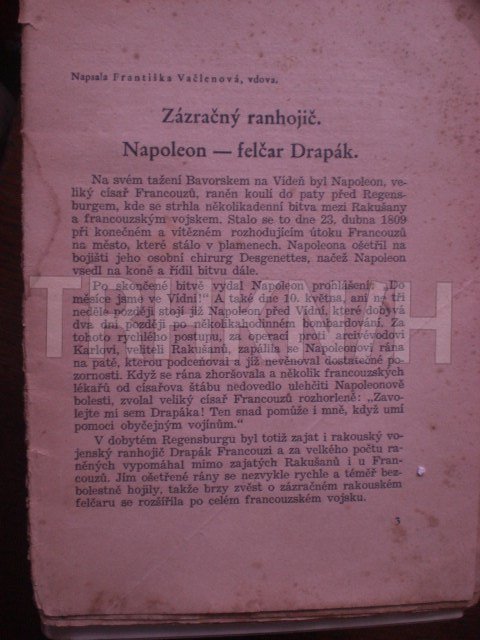 Napsala Františka Vačlenová, vdova.
Zázračný ranhojič.
Napoleon — felčar Drapák.
Na svém tažení Bavorskem na Vídeň byl Napoleon, ve-
liký císař Francouzů, raněn koulí do paty před Regens-
burgem, kde se strhla několikadenní bitva mezi Rakušany
a francouzským vojskem. Stalo se to dne 23. dubna 1809
při konečném a vítězném rozhodujícím útoku Francouzů
na město, které stálo v plamenech. Napoleona ošetřil na
bojišti jeho osobní chirurg Desgenettes, načež Napoleon
vsedl na koně a řídil bitvu dále.
Po skončené bitvě vydal Napoleon prohlášení: „Do
měsíce jsme ve Vídni!" A také dne 10. května, ani ne tři
neděle později stojí již Napoleon před Vídní, které dobývá
dva dni později po několikahodinném bombardování. Za
tohoto rychlého postupu, za operací proti arcivévodovi
Karlovi, veliteli Rakušanů, zapálila se Napoleonovi rána
na patě, kterou podceňoval a jíž nevěnoval dostatečné po-
zornosti. Když se rána zhoršovala a několik francouzských
lékařů od císařova štábu nedovedlo ulehčiti Napoleonově
bolesti, zvolal veliký císař Francouzů rozhorleně: „Zavo-
lejte mi sem Drapáka! Ten snad pomůže i mně, když umí
pomoci obyčejným vojínům."
V dobytém Regensburgu byl totiž zajat i rakouský vo-
jenský ranhojič Drapák Francouzi a za velkého počtu ra-
něných vypomáhal mimo zajatých Rakušanů i u Fran-
couzů. Jím ošetřené rány se nezvykle rychle a téměř bez-
bolestně hojily, takže brzy zvěst o zázračném rakouském
felčaru se rozšířila po celém francouzském vojsku.
3